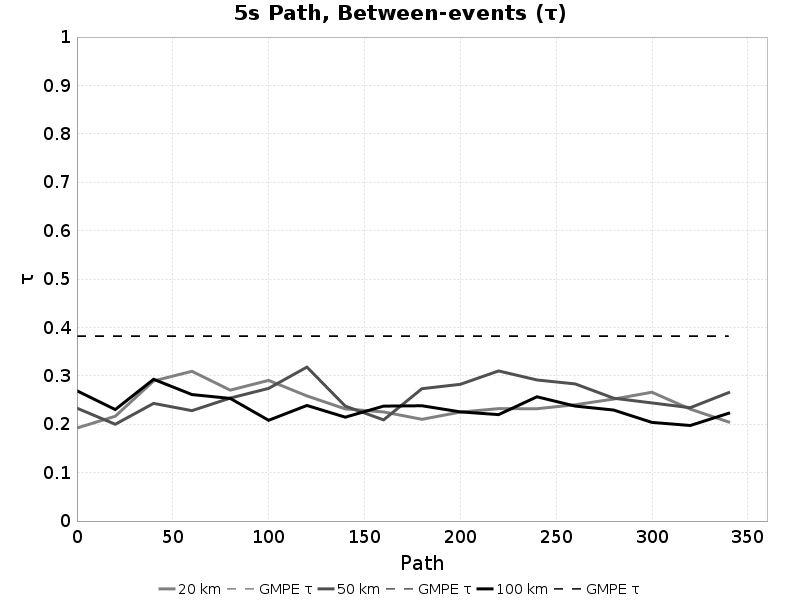 5s Path, Between-events (τ)
1
0.9
0.8
0.7
0.6
0.5
0.4
0.3
0.2
0.1
0
τ
0 50 100 150 200 250 300 350
Path
20 km GMPE τ 50 km GMPE τ 100 km GMPE τ